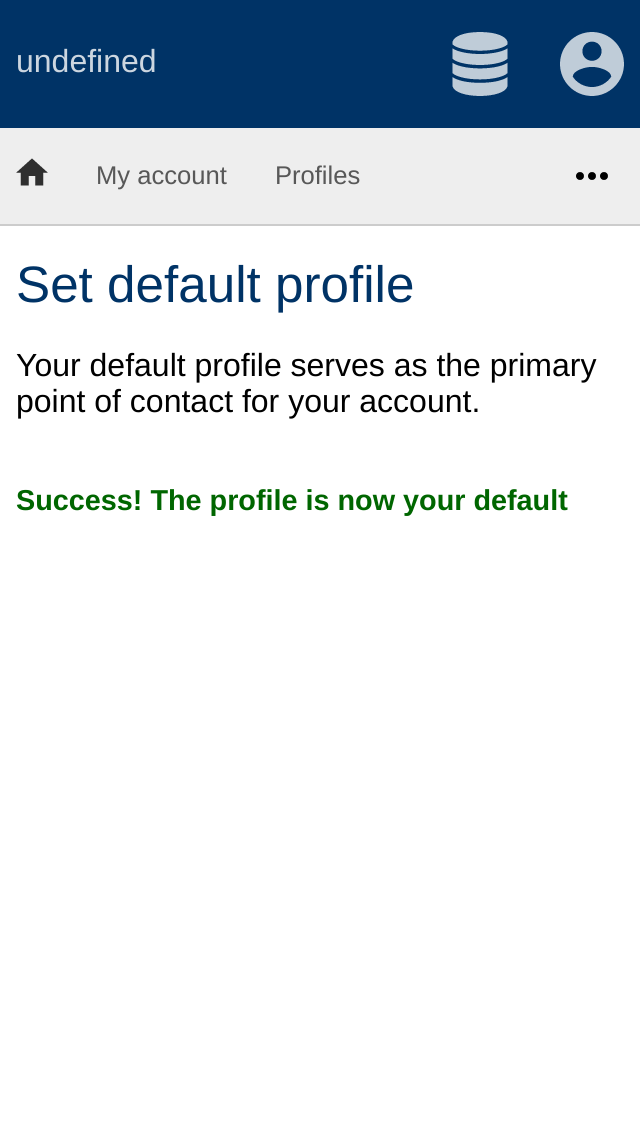 undefined
My account Profiles
Set default profile
Your default profile serves as the primary
point of contact for your account.
Success! The profile is now your default